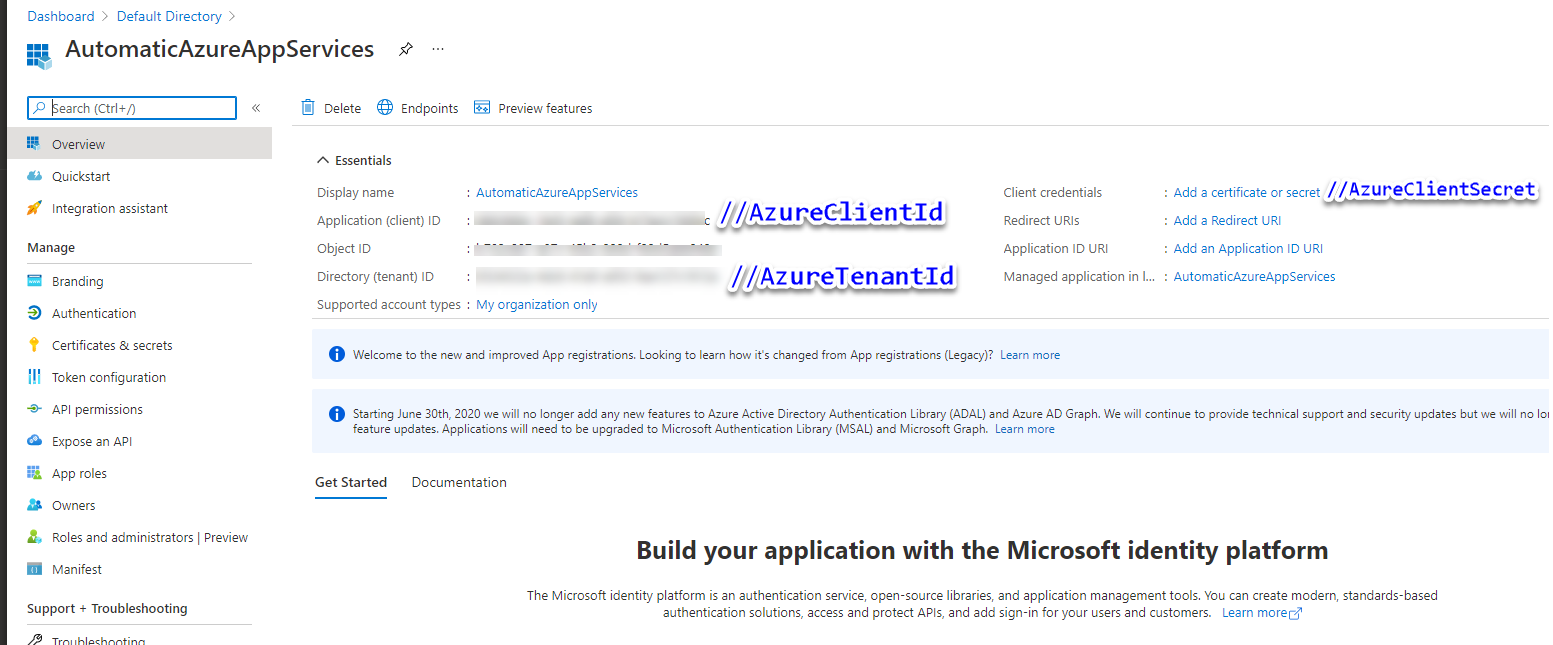 Dashboard > Default Directory >
AutomaticAzureAppServices ...
Search (Ctrl+/) «
Delete Endpoints Preview features
Overview
Quickstart
Integration assistant
Manage
Branding
Authentication
Certificates & secrets
Token configuration
API permissions
Expose an API
App roles
Owners
Roles and administrators | Preview
Manifest
Support + Troubleshooting
Troubleshooting
Essentials
Display name : AutomaticAzureAppServices
Application (client) ID : //AzureClientId
Object ID :
Directory (tenant) ID : //AzureTenantId
Supported account types : My organization only
Client credentials : Add a certificate or secret //AzureClientSecret
Redirect URIs : Add a Redirect URI
Application ID URI : Add an Application ID URI
Managed application in l... : AutomaticAzureAppServices
Welcome to the new and improved App registrations. Looking to learn how it's changed from App registrations (Legacy)? Learn more
Starting June 30th, 2020 we will no longer add any new features to Azure Active Directory Authentication Library (ADAL) and Azure AD Graph. We will continue to provide technical support and security updates but we will no
feature updates. Applications will need to be upgraded to Microsoft Authentication Library (MSAL) and Microsoft Graph. Learn more
Get Started Documentation
Build your application with the Microsoft identity platform
The Microsoft identity platform is an authentication service, open-source libraries, and application management tools. You can create modern, standards-based
authentication solutions, access and protect APIs, and add sign-in for your users and customers. Learn more